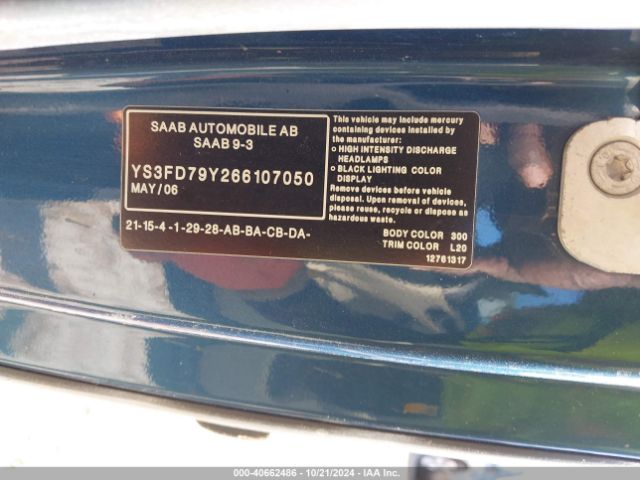 SAAB AUTOMOBILE AB
SAAB 9-3
YS3FD79Y266107050
MAY/06
21-15-4 -1-29-28-AB-BA-CB-DA-
This vehicle may include mercury
containing devices installed by
the manufacturer:
o HIGH INTENSITY DISCHARGE
HEADLAMPS
o BLACK LIGHTING COLOR
DISPLAY
Remove devices before vehicle
disposal. Upon removal of devices,
please reuse, recycle or dispose as
hazardous waste.
BODY COLOR 300
TRIM COLOR L20
12761317
000-40662486 - 10/21/2024 - IAA Inc.